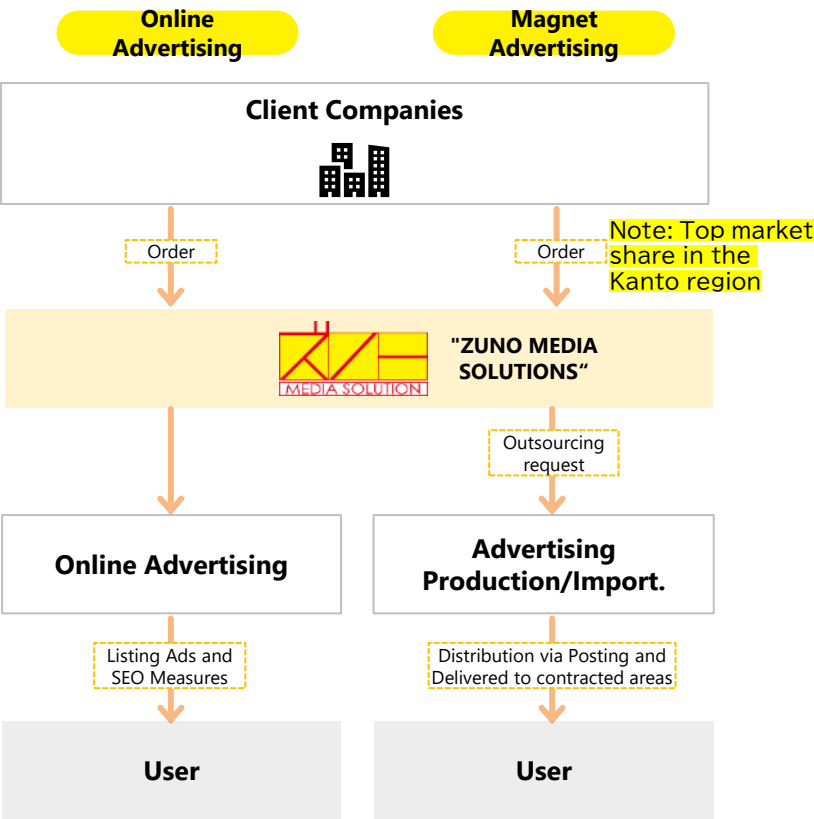 Online
Advertising
Magnet
Advertising
Client Companies
Order
Order
Note: Top market
share in the
Kanto region
MEDIA SOLUTION
"ZUNO MEDIA
SOLUTIONS“
Outsourcing
request
Online Advertising
Advertising
Production/Import.
Listing Ads and
SEO Measures
Distribution via Posting and
Delivered to contracted areas
User
User